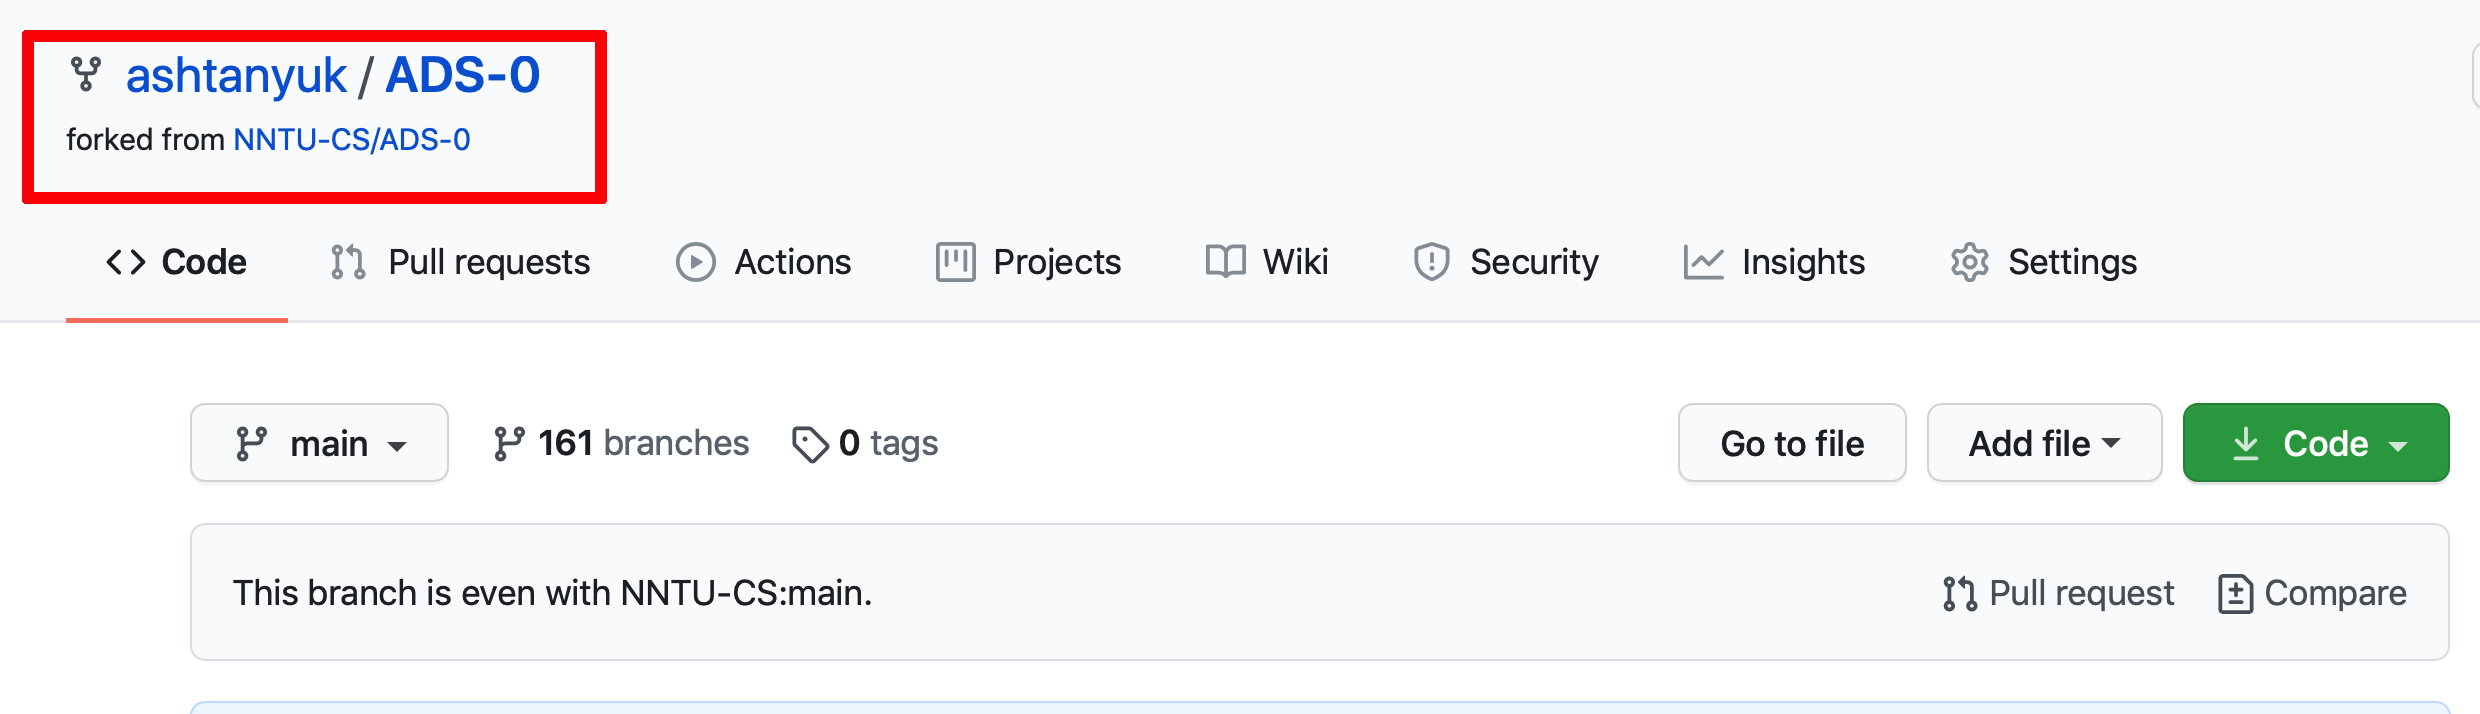 ashtanyuk / ADS-0
forked from NNTU-CS/ADS-0
Code Pull requests Actions Projects Wiki Security Insights Settings
main 161 branches 0 tags Go to file Add file Code
This branch is even with NNTU-CS:main. Pull request Compare